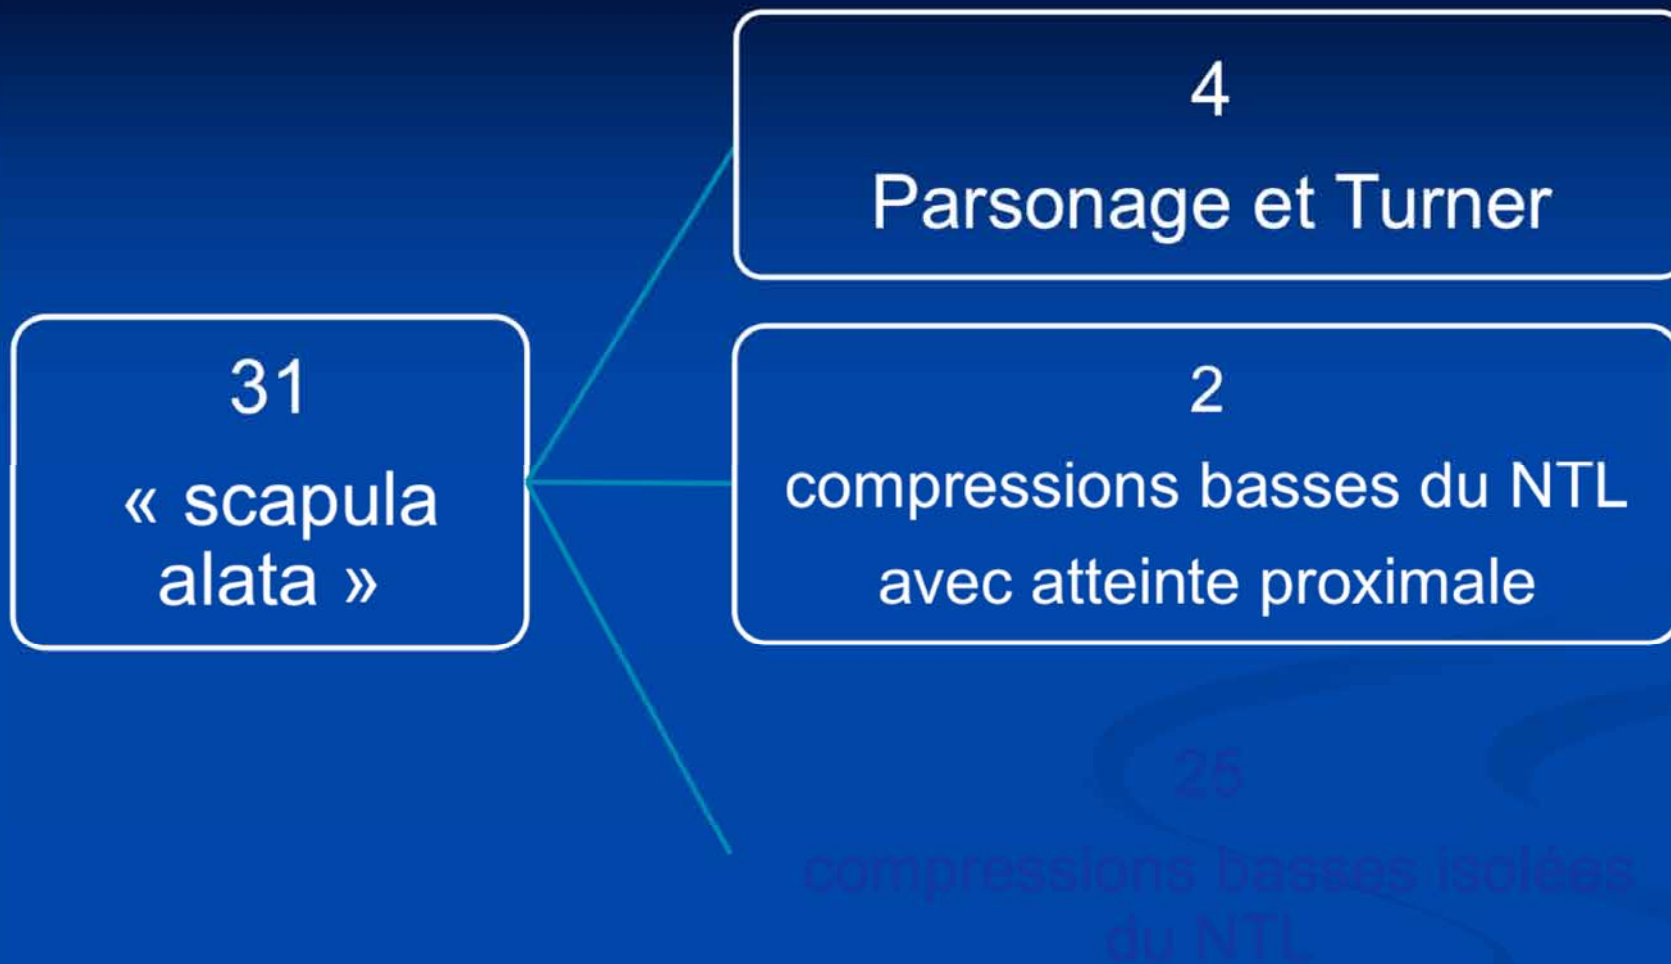 4
Parsonage et Turner
31
« scapula
alata »
2
compressions basses du NTL
avec atteinte proximale
25
compressions basses isolées
du NTL